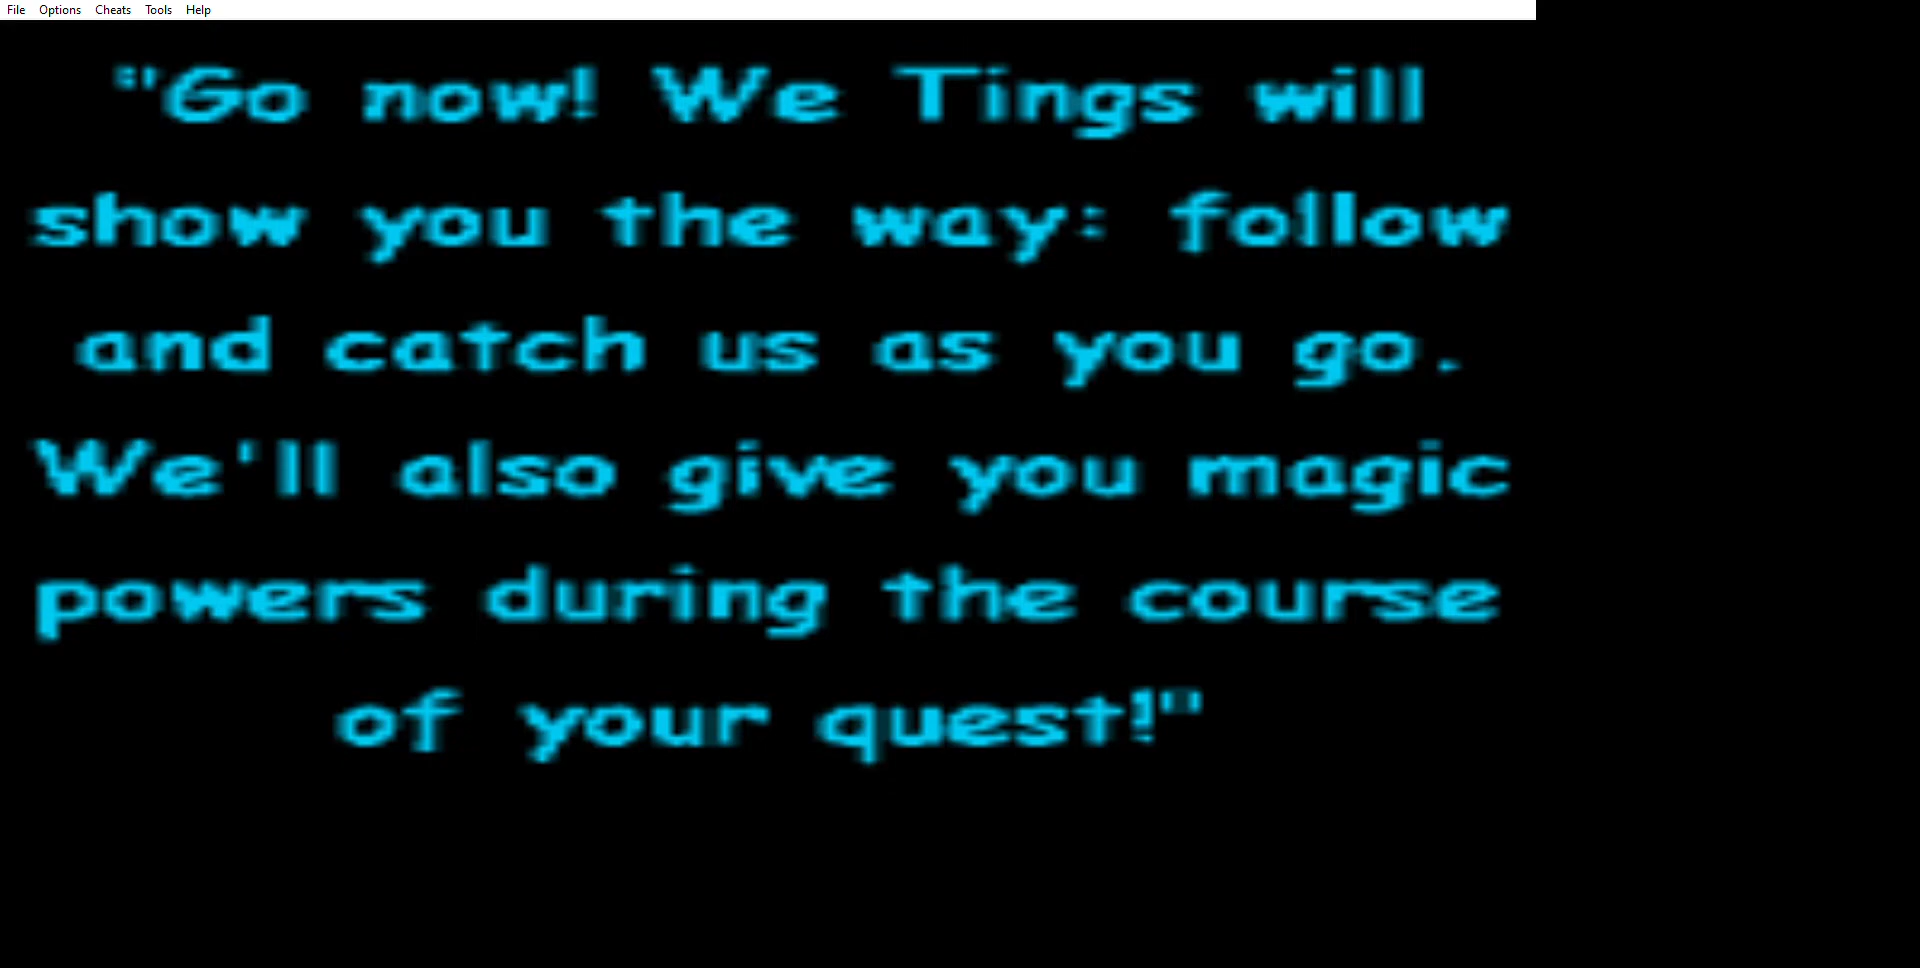 File Options Cheats Tools Help
"Go now! We Tings will
show you the way: follow
and catch us as you go.
We'll also give you magic
powers during the course
of your quest!"